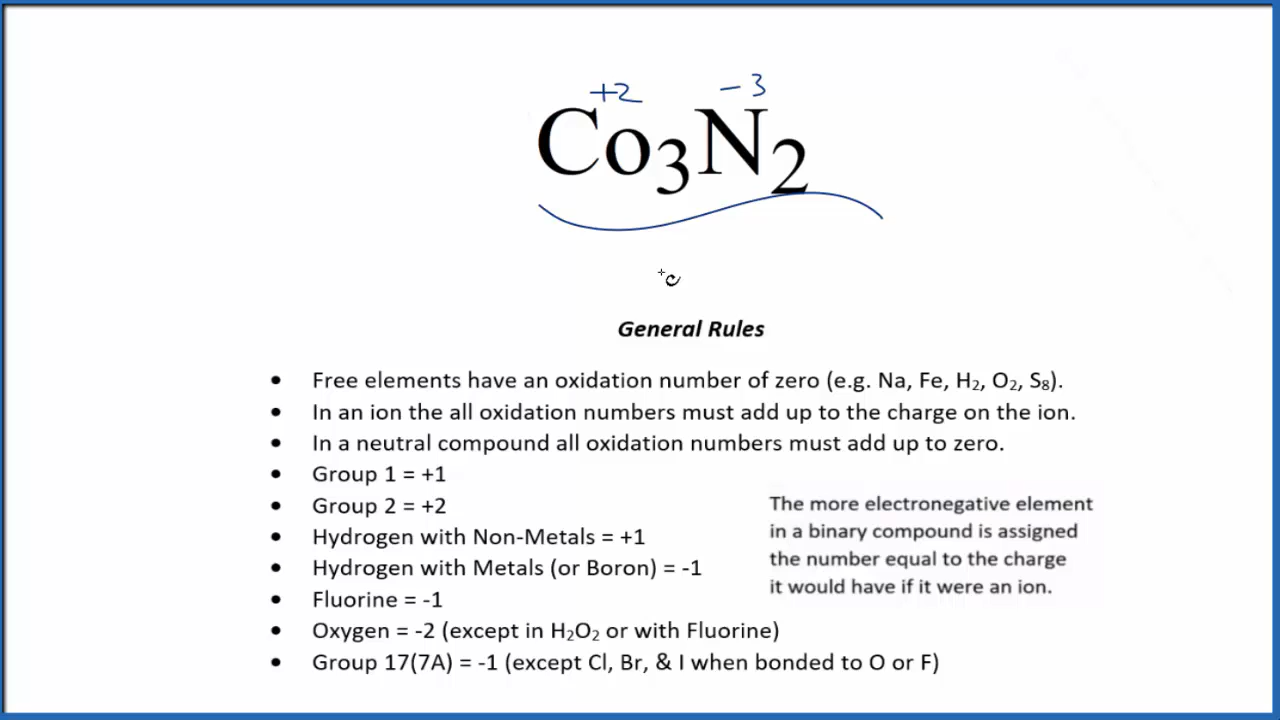 +2 -3
Co₃N₂
General Rules
• Free elements have an oxidation number of zero (e.g. Na, Fe, H₂, O₂, S₈).
• In an ion the all oxidation numbers must add up to the charge on the ion.
• In a neutral compound all oxidation numbers must add up to zero.
• Group 1 = +1
• Group 2 = +2
• Hydrogen with Non-Metals = +1
• Hydrogen with Metals (or Boron) = -1
• Fluorine = -1
• Oxygen = -2 (except in H₂O₂ or with Fluorine)
• Group 17(7A) = -1 (except Cl, Br, & I when bonded to O or F)
The more electronegative element
in a binary compound is assigned
the number equal to the charge
it would have if it were an ion.